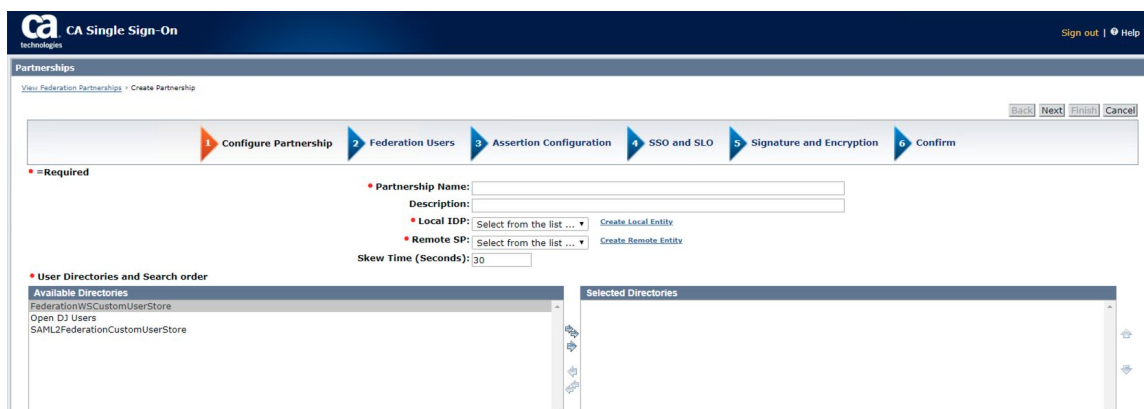 ca
technologies
CA Single Sign-On
Sign out | Help
Partnerships
View Federation Partnerships › Create Partnership
Back Next Finish Cancel
1 Configure Partnership 2 Federation Users 3 Assertion Configuration 4 SSO and SLO 5 Signature and Encryption 6 Confirm
• =Required
• Partnership Name:
Description:
• Local IDP: Select from the list ... Create Local Entity
• Remote SP: Select from the list ... Create Remote Entity
Skew Time (Seconds): 30
• User Directories and Search order
Available Directories Selected Directories
FederationWSCustomUserStore
Open DJ Users
SAML2FederationCustomUserStore